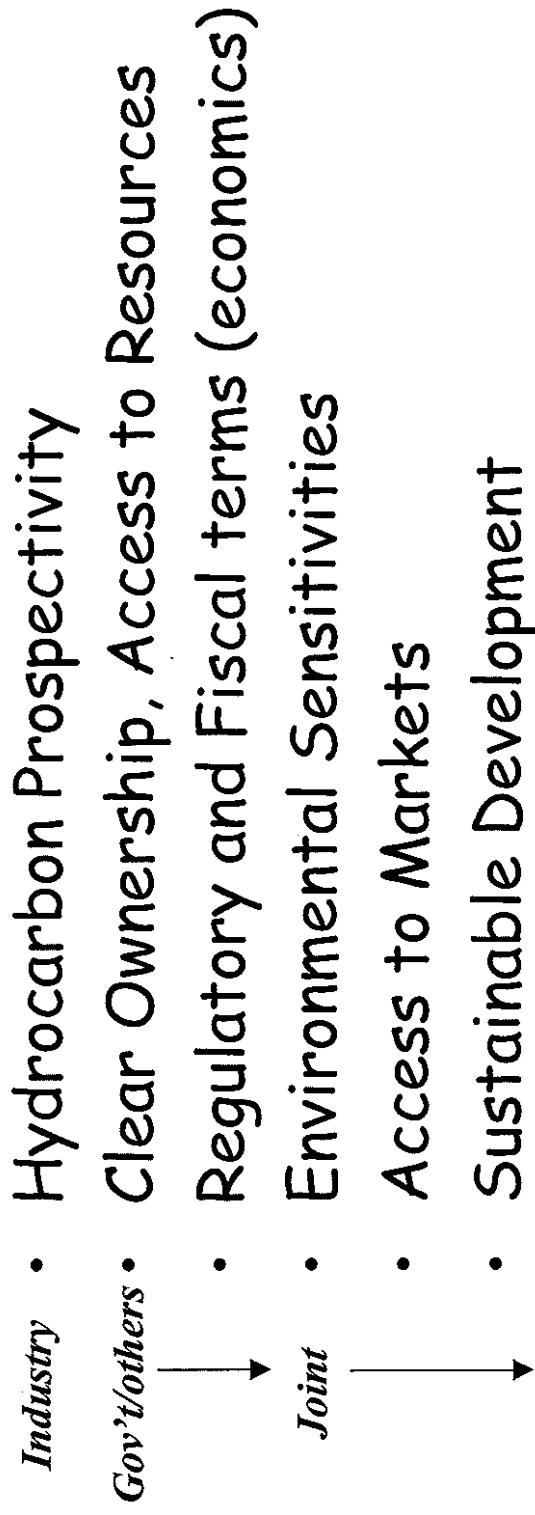 Industry • Hydrocarbon Prospectivity
Gov't/others • Clear Ownership, Access to Resources
• Regulatory and Fiscal terms (economics)
Joint • Environmental Sensitivities
• Access to Markets
• Sustainable Development